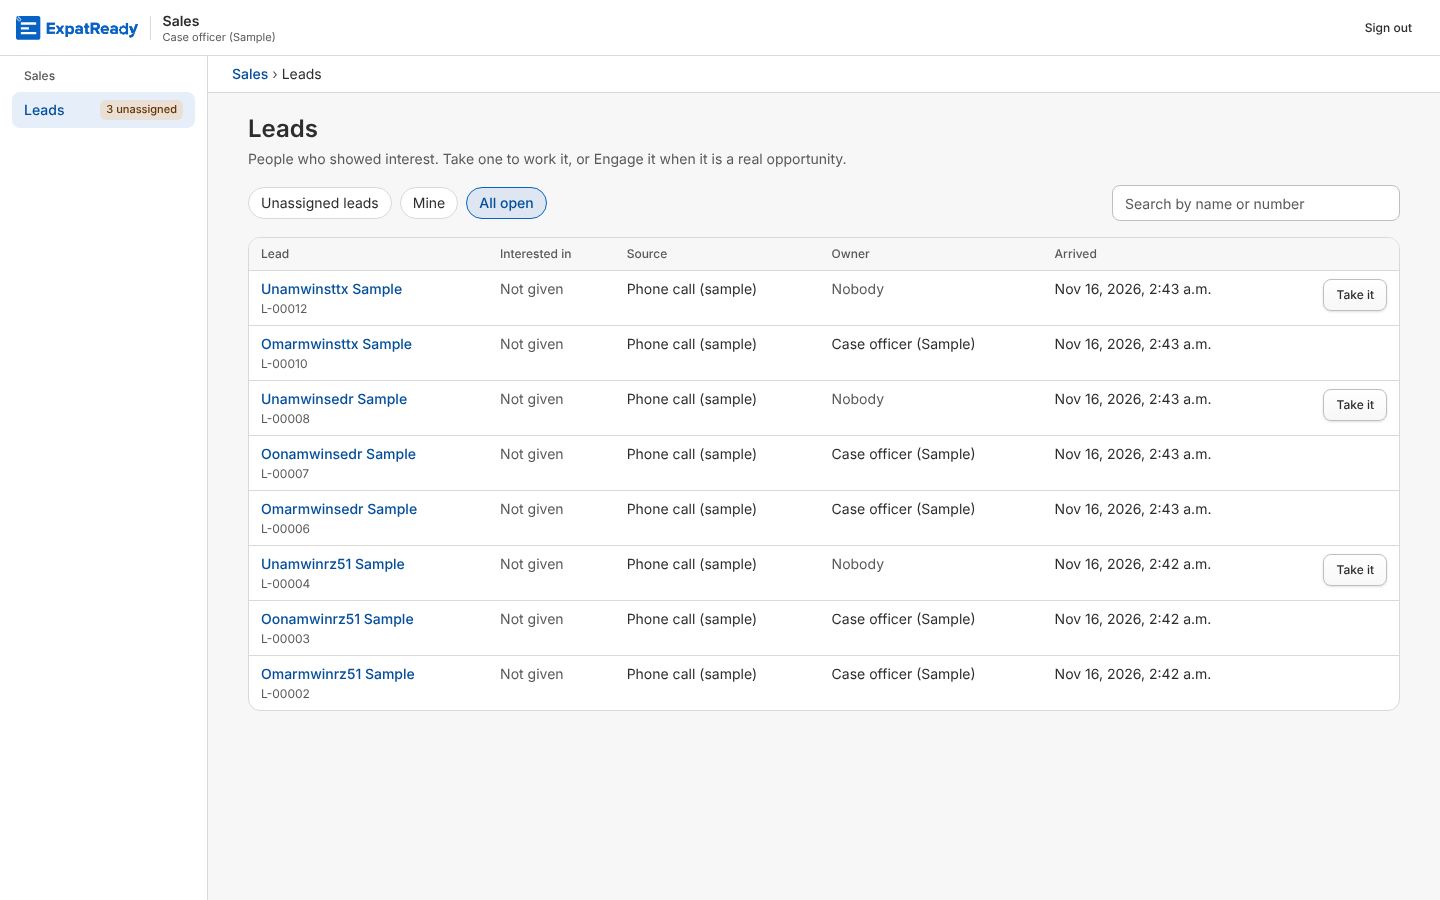 ExpatReady
Sales
Case officer (Sample)
Sign out
Sales
Leads 3 unassigned
Sales › Leads
Leads
People who showed interest. Take one to work it, or Engage it when it is a real opportunity.
Unassigned leads Mine All open Search by name or number
Lead Interested in Source Owner Arrived
Unamwinsttx Sample Not given Phone call (sample) Nobody Nov 16, 2026, 2:43 a.m. Take it
L-00012
Omarmwinsttx Sample Not given Phone call (sample) Case officer (Sample) Nov 16, 2026, 2:43 a.m.
L-00010
Unamwinsedr Sample Not given Phone call (sample) Nobody Nov 16, 2026, 2:43 a.m. Take it
L-00008
Oonamwinsedr Sample Not given Phone call (sample) Case officer (Sample) Nov 16, 2026, 2:43 a.m.
L-00007
Omarmwinsedr Sample Not given Phone call (sample) Case officer (Sample) Nov 16, 2026, 2:43 a.m.
L-00006
Unamwinrz51 Sample Not given Phone call (sample) Nobody Nov 16, 2026, 2:42 a.m. Take it
L-00004
Oonamwinrz51 Sample Not given Phone call (sample) Case officer (Sample) Nov 16, 2026, 2:42 a.m.
L-00003
Omarmwinrz51 Sample Not given Phone call (sample) Case officer (Sample) Nov 16, 2026, 2:42 a.m.
L-00002